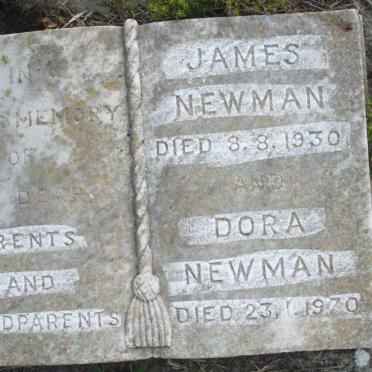 IN
MEMORY
OF
DEAR
RENTS
AND
DPARENTS
JAMES
NEWMAN
DIED 8.8.1930
AND
DORA
NEWMAN
DIED 23.1.1970